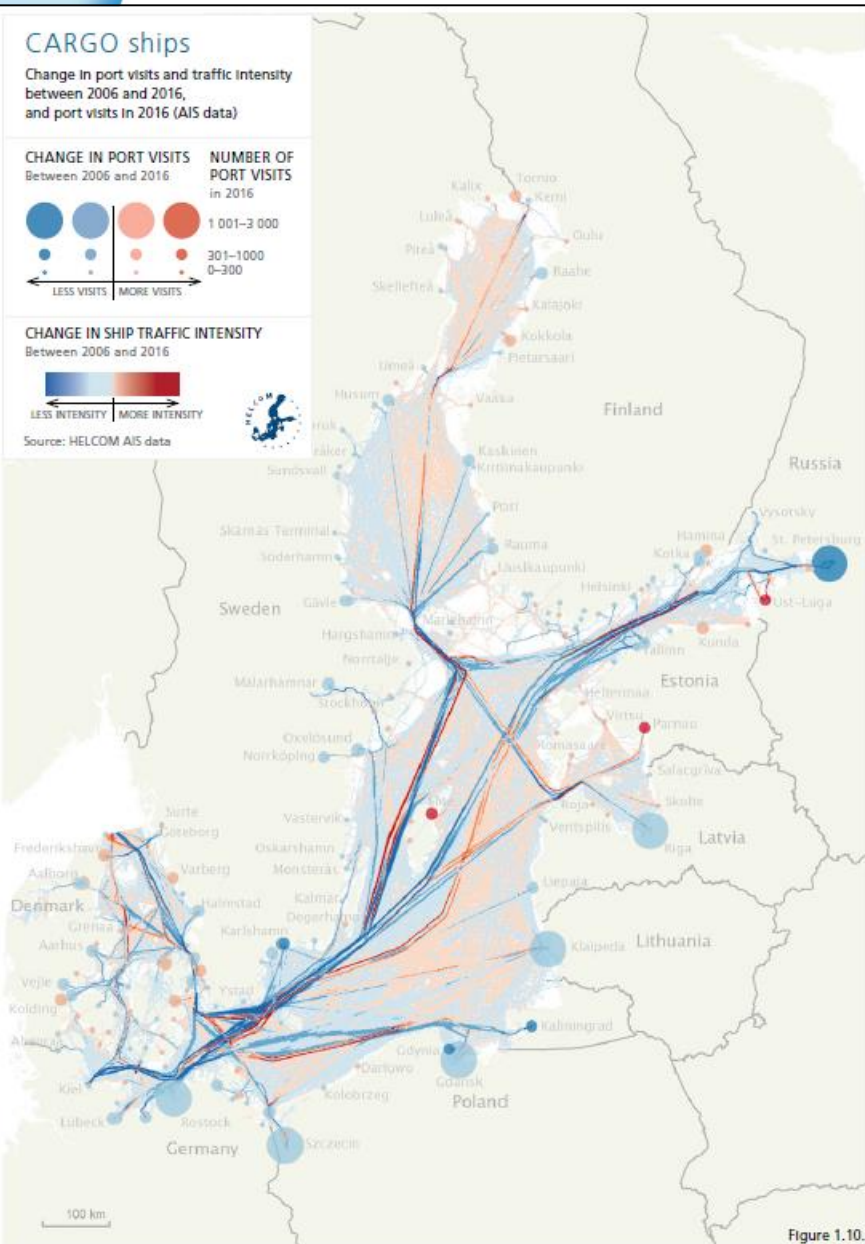 CARGO ships
Change in port visits and traffic intensity
between 2006 and 2016,
and port visits in 2016 (AIS data)
CHANGE IN PORT VISITS
Between 2006 and 2016
NUMBER OF
PORT VISITS
in 2016
1 001–3 000
301–1000
0–300
LESS VISITS
MORE VISITS
CHANGE IN SHIP TRAFFIC INTENSITY
Between 2006 and 2016
LESS INTENSITY
MORE INTENSITY
HELCOM
Source: HELCOM AIS data
Tornio
Kalix
Kemi
Luleå
Oulu
Piteå
Raahe
Skellefteå
Kalajoki
Kokkola
Pietarsaari
Umeå
Husum
Vaasa
Finland
Russia
Kaskinen
Sundsvall
Vysotsky
Pori
Skärnäs Terminal
Hamina
St. Petersburg
Rauma
Kotka
Söderhamn
Uusikaupunki
Helsinki
Sweden
Gävle
Ust-Luga
Mariehamn
Hargshamn
Tallinn
Kunda
Norrtälje
Estonia
Mälarhamnar
Heltermaa
Stockholm
Virtsu
Parnau
Oxelösund
Norrköping
Salacgriva
Surte
Göteborg
Västervik
Roja
Skulte
Ventspils
Riga
Latvia
Frederikshavn
Oskarshamn
Aalborg
Varberg
Mönsterås
Denmark
Halmstad
Kalmar
Liepaja
Grenaa
Karlshamn
Aarhus
Klaipeda
Lithuania
Vejle
Ystad
Kolding
Kaliningrad
Gdynia
Darłowo
Gdańsk
Kiel
Kołobrzeg
Poland
Lübeck
Rostock
Germany
Szczecin
100 km
Figure 1.10.